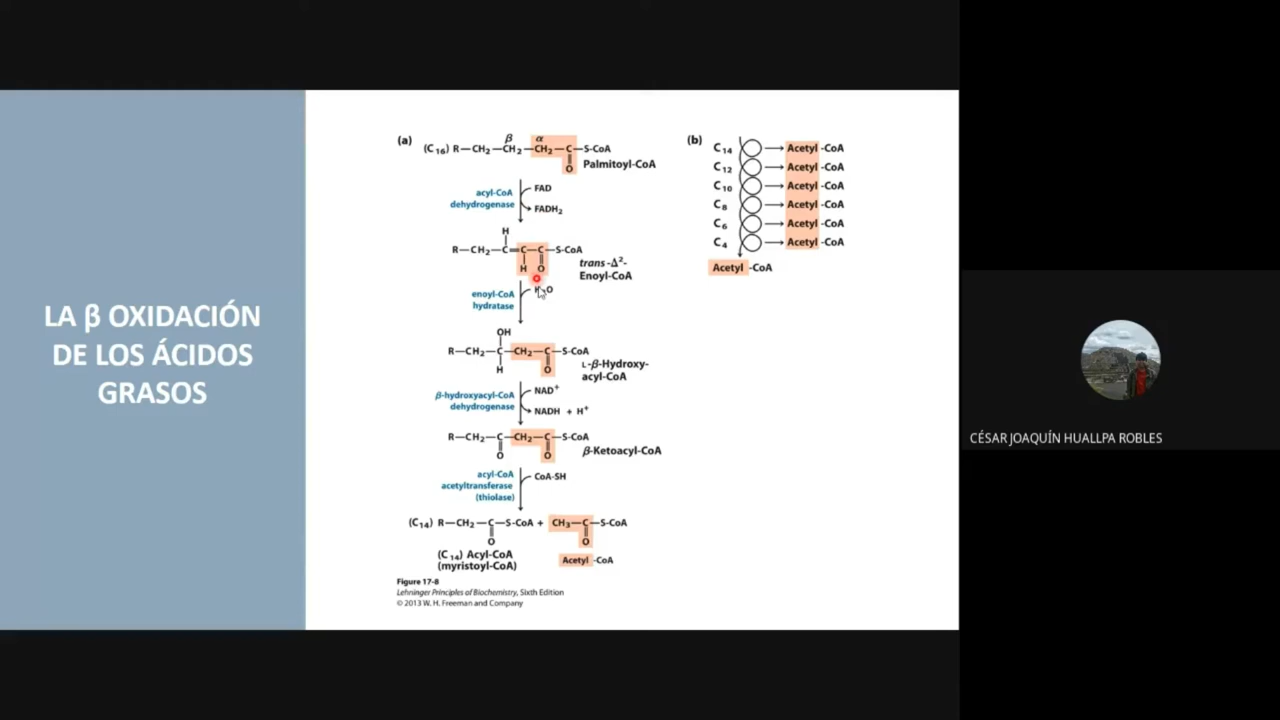 LA β OXIDACIÓN
DE LOS ÁCIDOS
GRASOS
(a)
β α
(C16) R—CH2—CH2—CH2—C—S-CoA
O
Palmitoyl-CoA
acyl-CoA
dehydrogenase
FAD
FADH2
H
R—CH2—C=C—C—S-CoA
H O
trans-Δ2-
Enoyl-CoA
enoyl-CoA
hydratase
OH
R—CH2—C—CH2—C—S-CoA
H O
L-β-Hydroxy-
acyl-CoA
β-hydroxyacyl-CoA
dehydrogenase
NAD+
NADH + H+
R—CH2—C—CH2—C—S-CoA
O O
β-Ketoacyl-CoA
acyl-CoA
acetyltransferase
(thiolase)
CoA-SH
(C14) R—CH2—C—S-CoA + CH3—C—S-CoA
O O
(C14) Acyl-CoA
(myristoyl-CoA)
Acetyl-CoA
Figure 17-8
Lehninger Principles of Biochemistry, Sixth Edition
© 2013 W. H. Freeman and Company
(b)
C14 Acetyl-CoA
C12 Acetyl-CoA
C10 Acetyl-CoA
C8 Acetyl-CoA
C6 Acetyl-CoA
C4 Acetyl-CoA
Acetyl-CoA
CÉSAR JOAQUÍN HUALLPA ROBLES